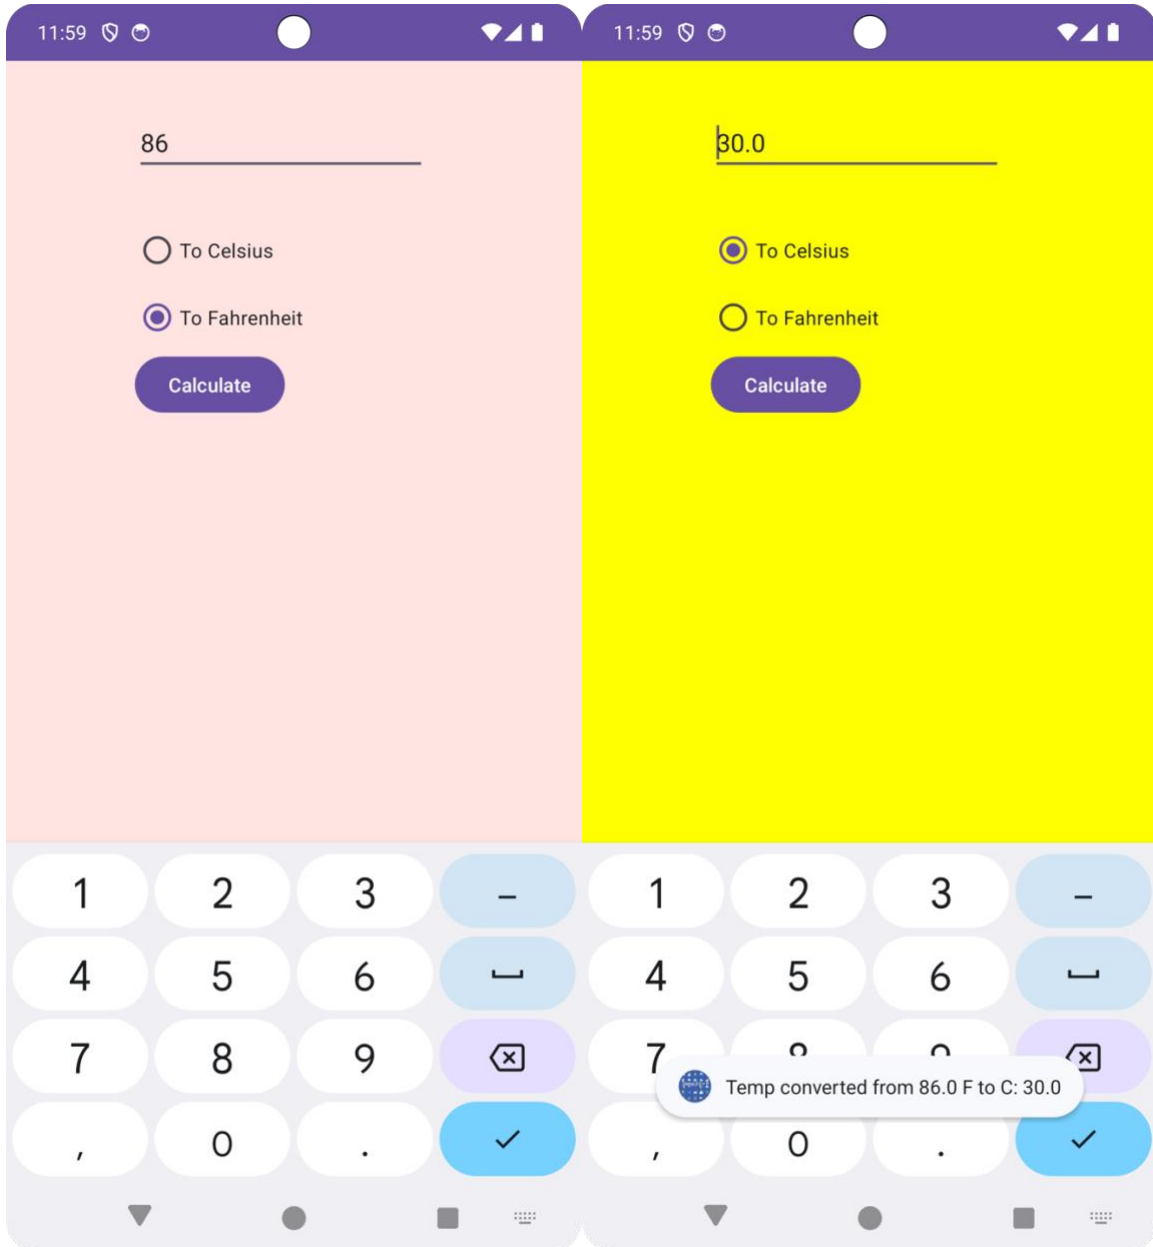 11:59
86
To Celsius
To Fahrenheit
Calculate
1 2 3 –
4 5 6
7 8 9
, 0 .
11:59
30.0
To Celsius
To Fahrenheit
Calculate
1 2 3 –
4 5 6
7
Temp converted from 86.0 F to C: 30.0
, 0 .